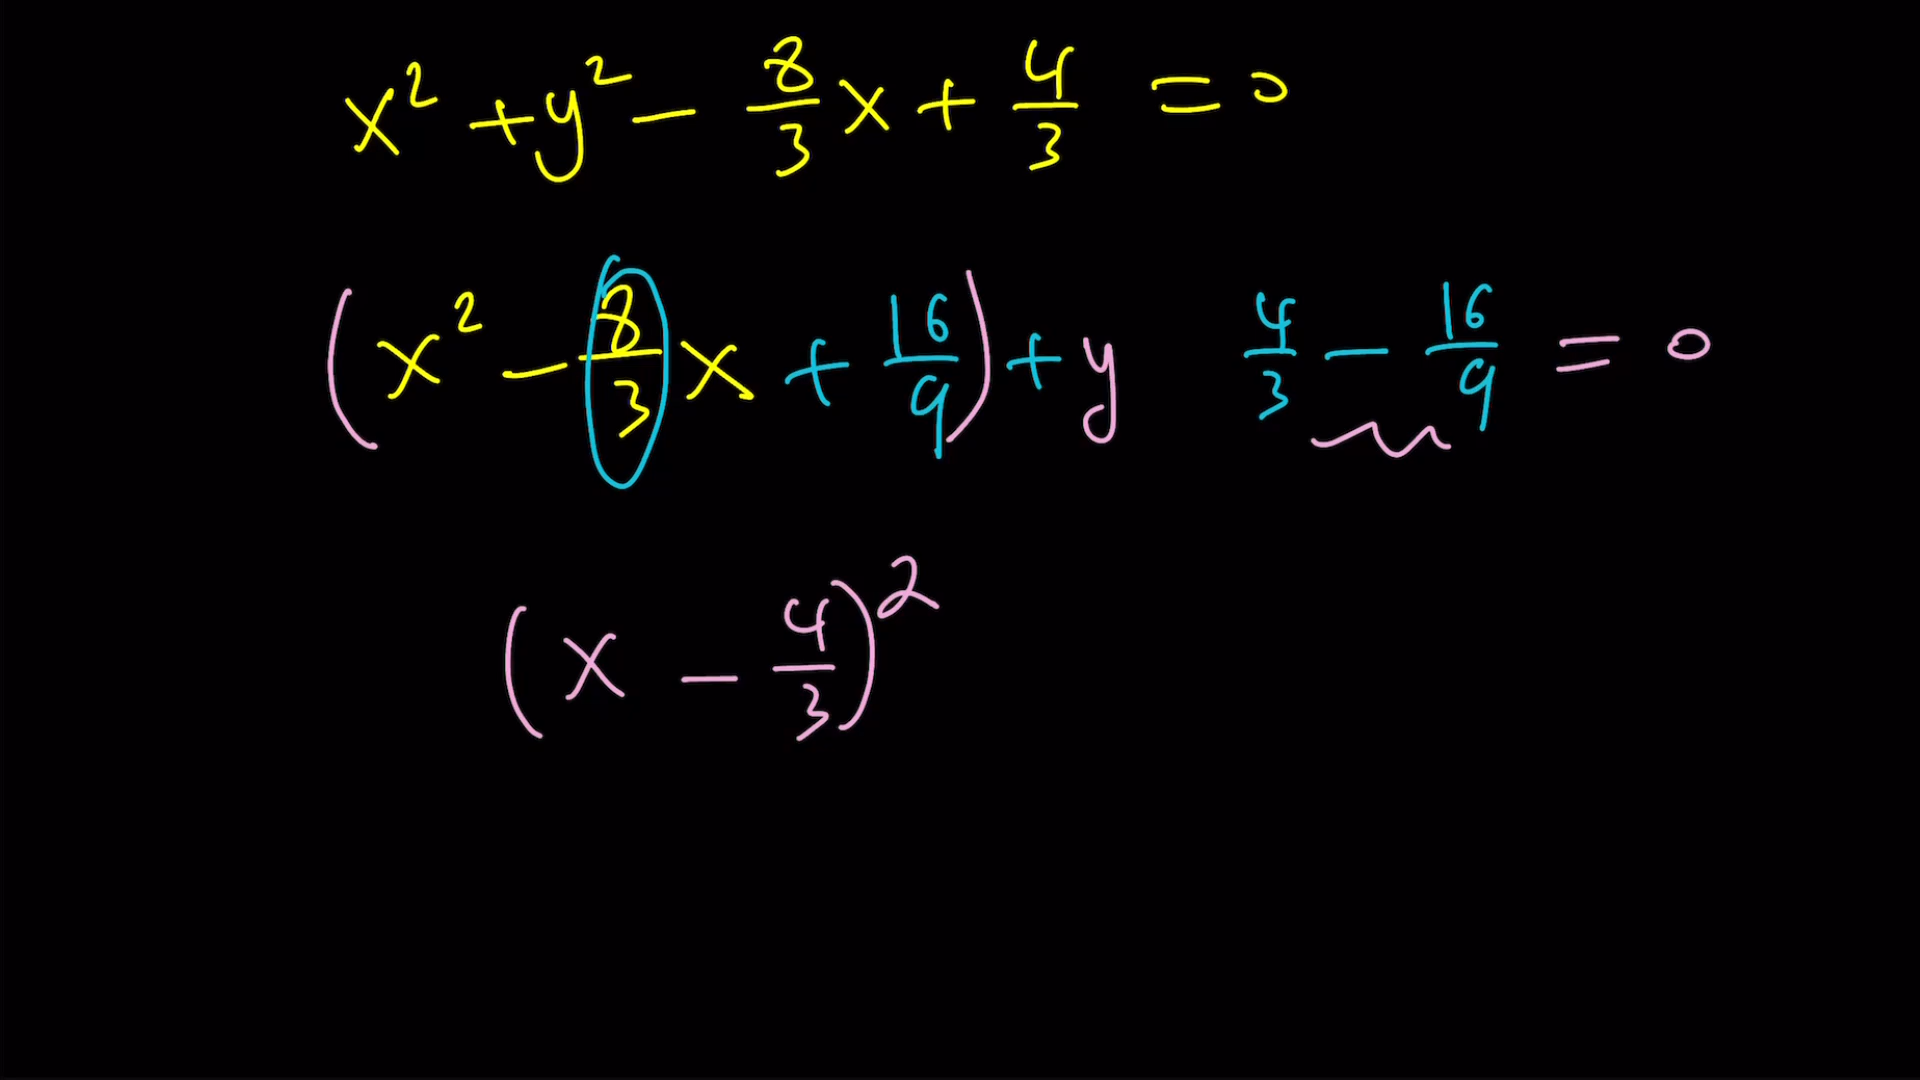 x² + y² - 8/3 x + 4/3 = 0
(x² - 8/3 x + 16/9) + y 4/3 - 16/9 = 0
(x - 4/3)²